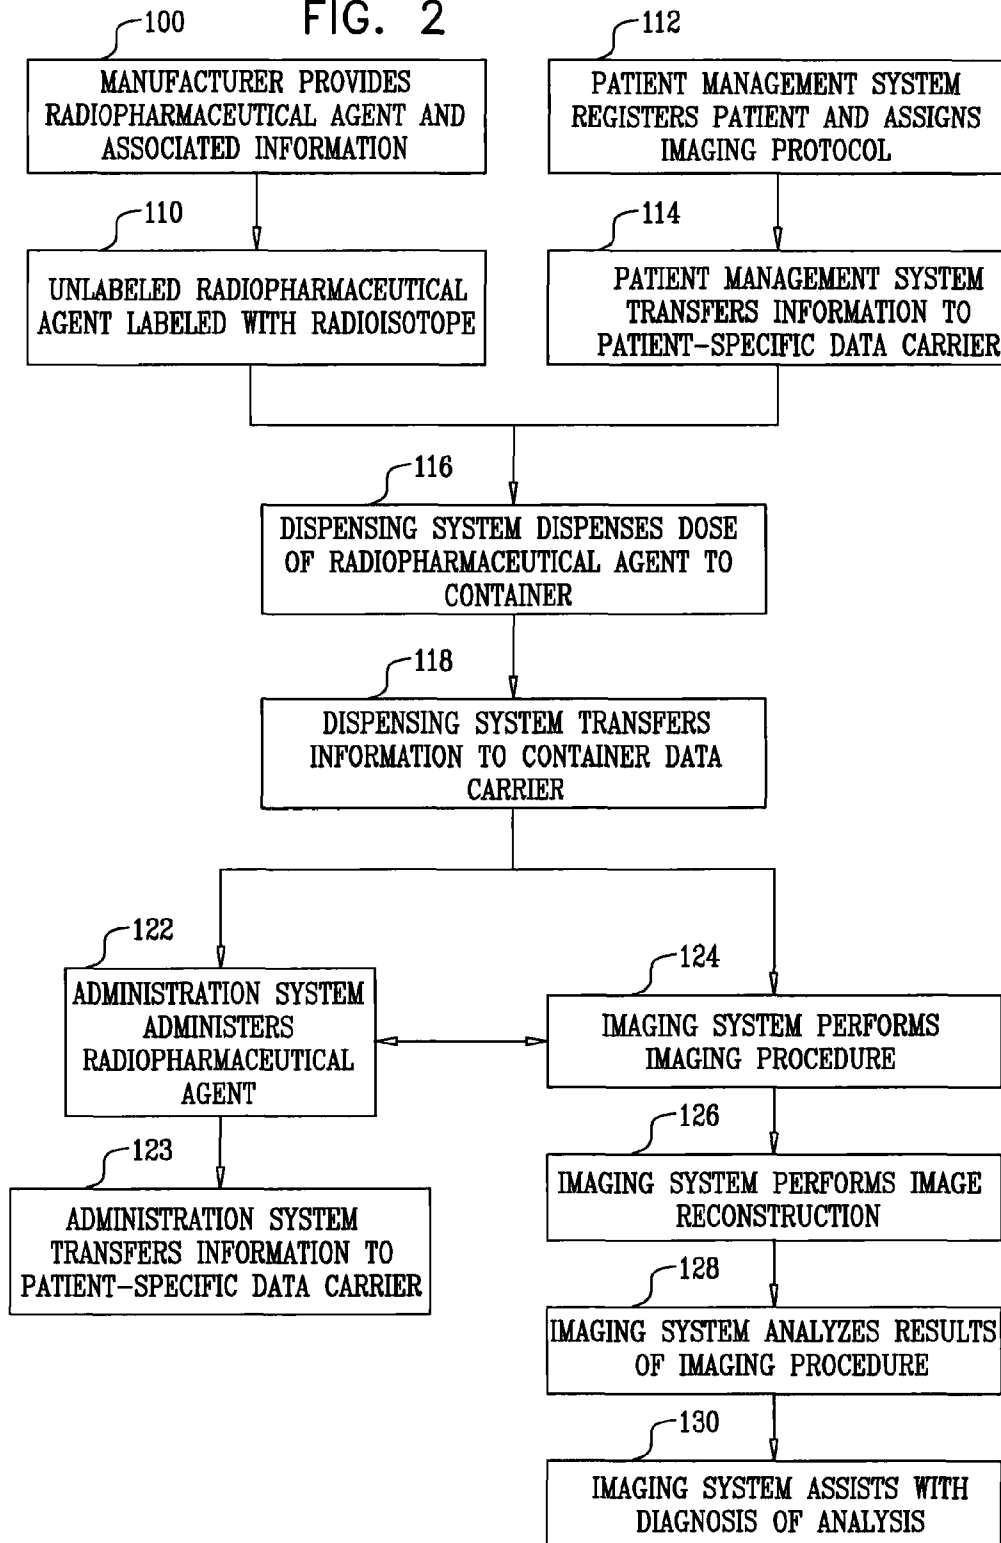 FIG. 2
100
MANUFACTURER PROVIDES
RADIOPHARMACEUTICAL AGENT AND
ASSOCIATED INFORMATION
112
PATIENT MANAGEMENT SYSTEM
REGISTERS PATIENT AND ASSIGNS
IMAGING PROTOCOL
110
UNLABELED RADIOPHARMACEUTICAL
AGENT LABELED WITH RADIOISOTOPE
114
PATIENT MANAGEMENT SYSTEM
TRANSFERS INFORMATION TO
PATIENT-SPECIFIC DATA CARRIER
116
DISPENSING SYSTEM DISPENSES DOSE
OF RADIOPHARMACEUTICAL AGENT TO
CONTAINER
118
DISPENSING SYSTEM TRANSFERS
INFORMATION TO CONTAINER DATA
CARRIER
122
ADMINISTRATION SYSTEM
ADMINISTERS
RADIOPHARMACEUTICAL
AGENT
124
IMAGING SYSTEM PERFORMS
IMAGING PROCEDURE
123
ADMINISTRATION SYSTEM
TRANSFERS INFORMATION TO
PATIENT-SPECIFIC DATA CARRIER
126
IMAGING SYSTEM PERFORMS IMAGE
RECONSTRUCTION
128
IMAGING SYSTEM ANALYZES RESULTS
OF IMAGING PROCEDURE
130
IMAGING SYSTEM ASSISTS WITH
DIAGNOSIS OF ANALYSIS